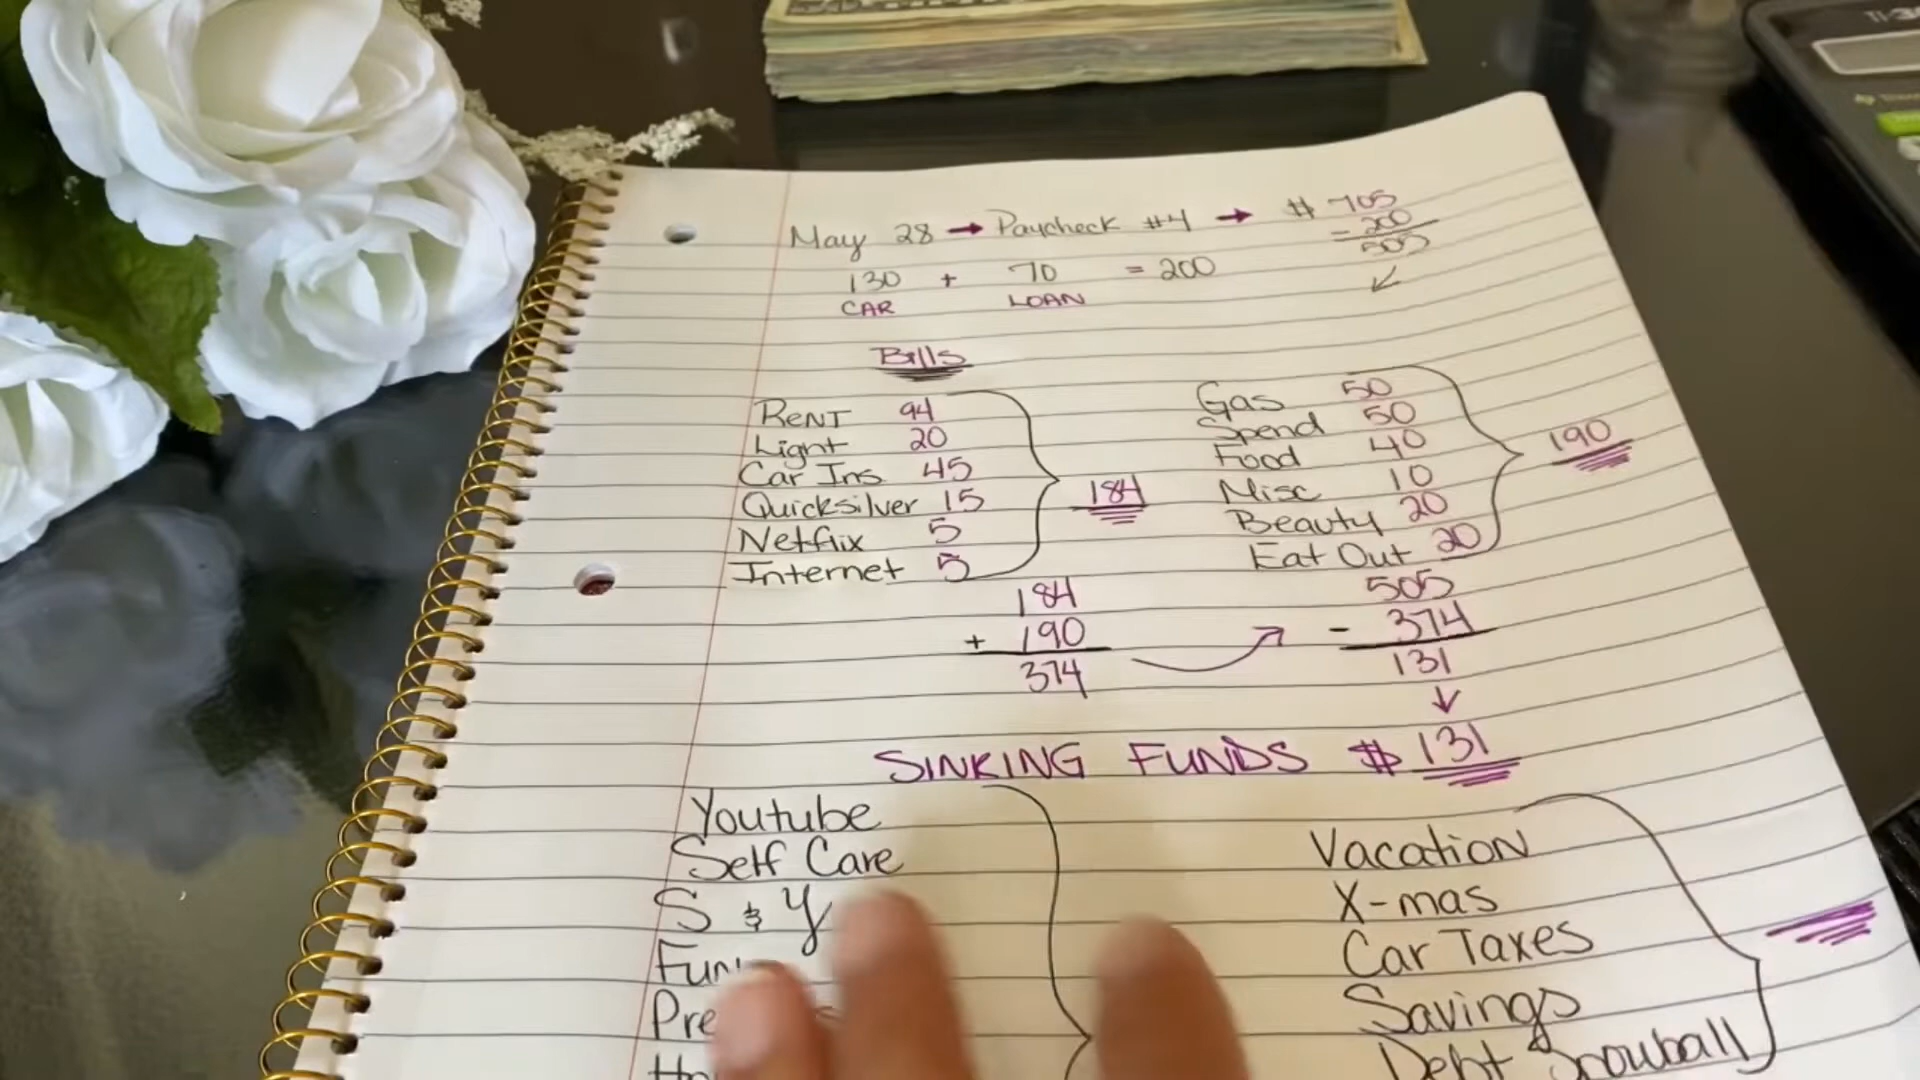 May 28 → Paycheck #4 → $ 705
- 200
505
130 + 70 = 200
CAR LOAN
Bills
RENT 94
Light 20
Car Ins 45
Quicksilver 15
Netflix 5
Internet 5
184
Gas 50
Spend 50
Food 40
Misc 10
Beauty 20
Eat Out 20
190
184
+ 190
374
505
- 374
131
SINKING FUNDS $ 131
Youtube
Self Care
S & Y
Vacation
X-mas
Car Taxes
Savings
Debt Snowball